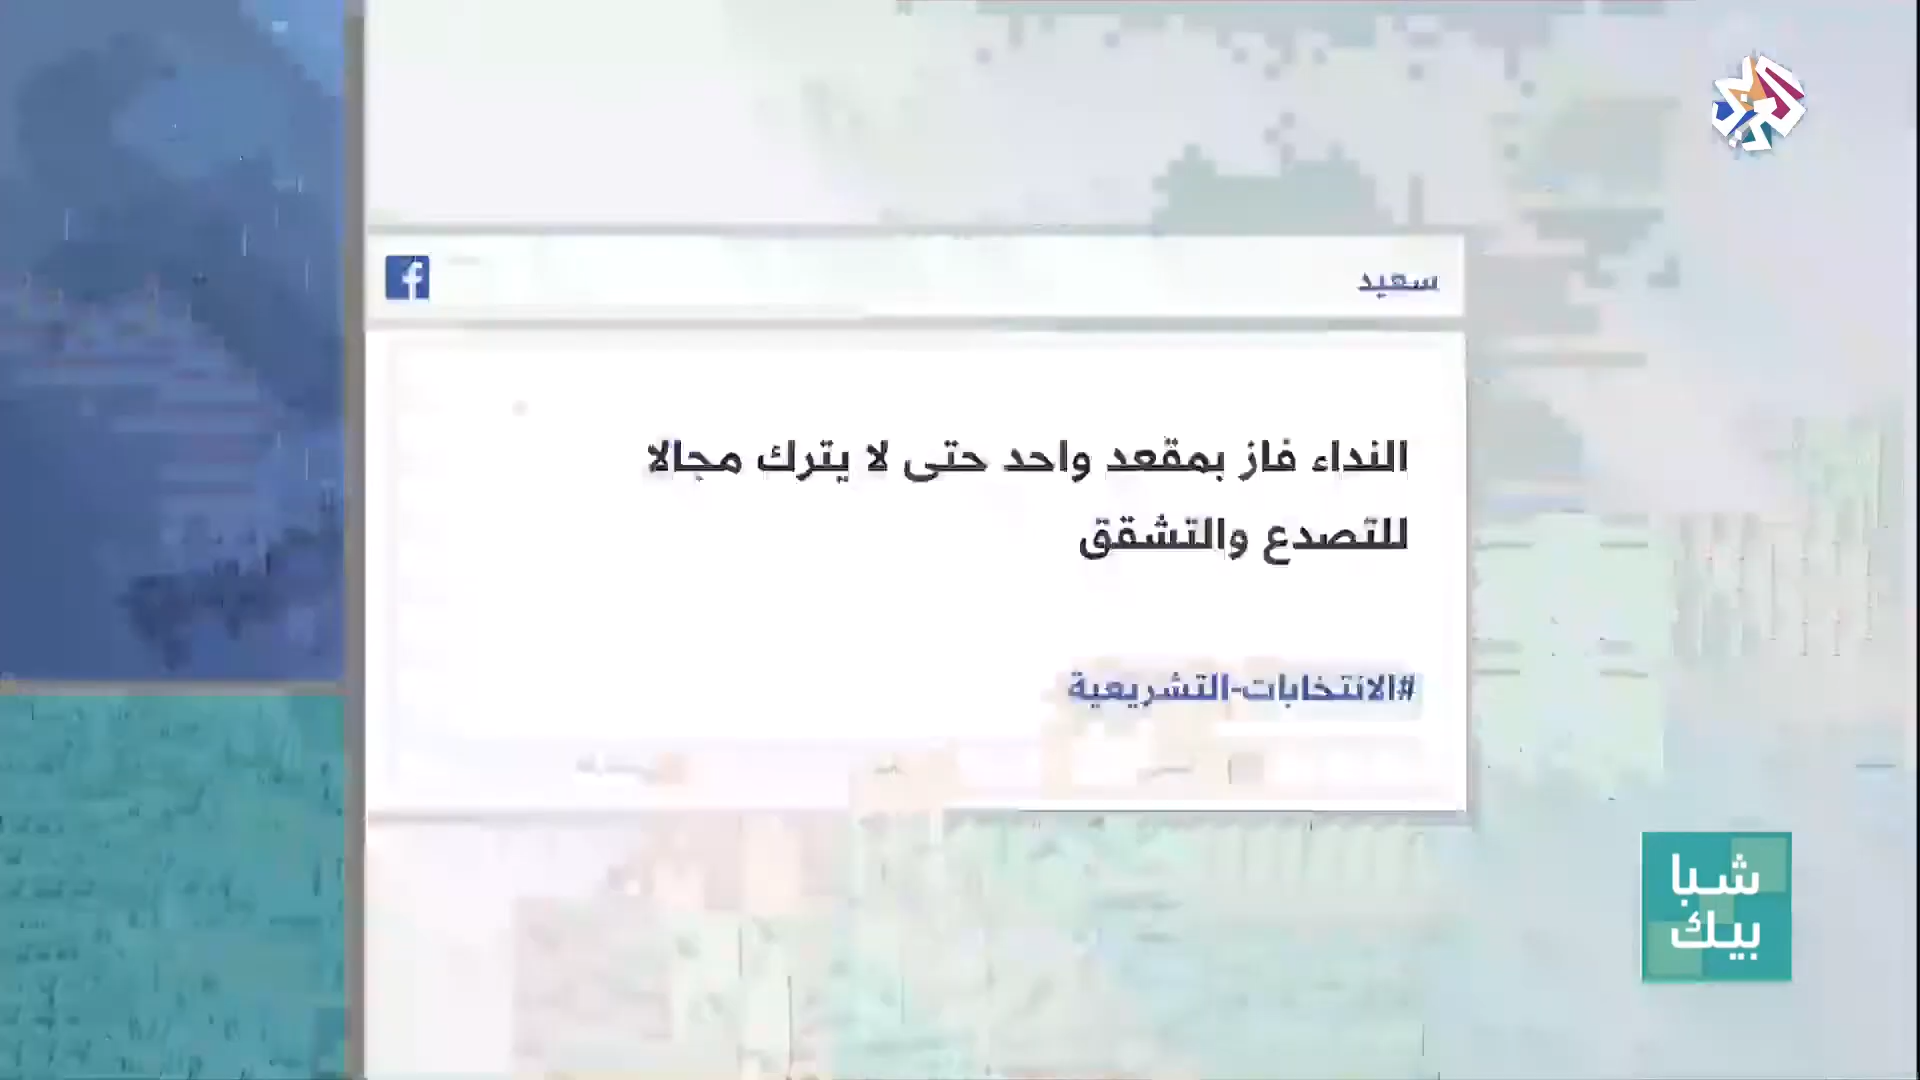 سعيد
النداء فاز بمقعد واحد حتى لا يترك مجالا
للتصدع والتشقق
#الانتخابات-التشريعية
شبا
بيك